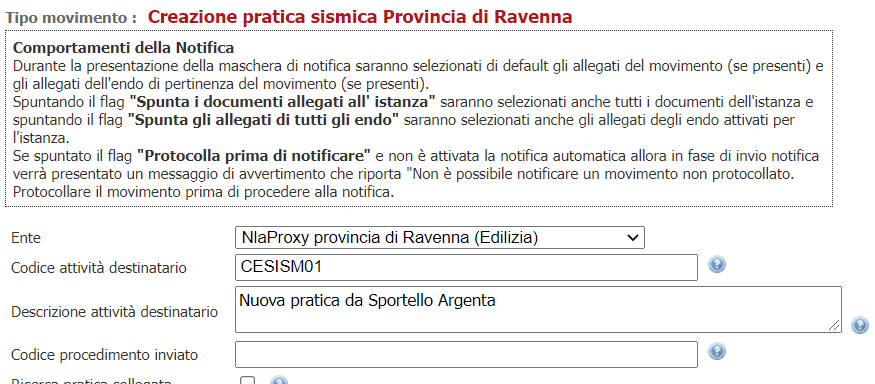 Tipo movimento : Creazione pratica sismica Provincia di Ravenna
Comportamenti della Notifica
Durante la presentazione della maschera di notifica saranno selezionati di default gli allegati del movimento (se presenti) e
gli allegati dell'endo di pertinenza del movimento (se presenti).
Spuntando il flag "Spunta i documenti allegati all' istanza" saranno selezionati anche tutti i documenti dell'istanza e
spuntando il flag "Spunta gli allegati di tutti gli endo" saranno selezionati anche gli allegati degli endo attivati per
l'istanza.
Se spuntato il flag "Protocolla prima di notificare" e non è attivata la notifica automatica allora in fase di invio notifica
verrà presentato un messaggio di avvertimento che riporta "Non è possibile notificare un movimento non protocollato.
Protocollare il movimento prima di procedere alla notifica.
Ente NlaProxy provincia di Ravenna (Edilizia)
Codice attività destinatario CESISM01
Descrizione attività destinatario Nuova pratica da Sportello Argenta
Codice procedimento inviato
Ricerca pratica collegata